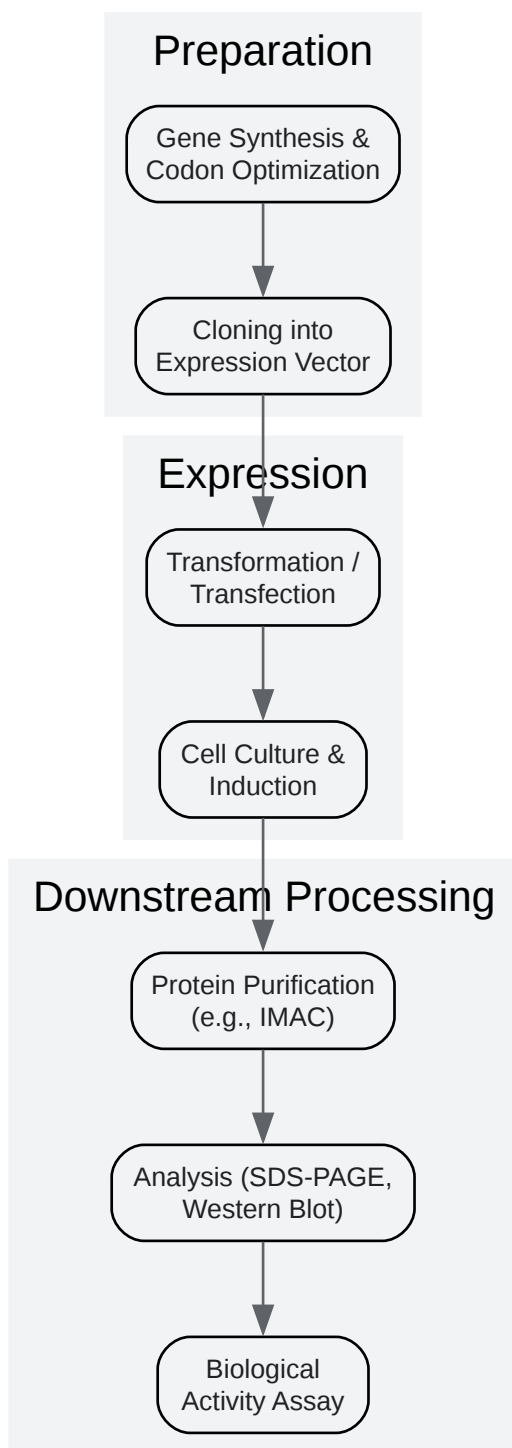 Preparation
Gene Synthesis &
Codon Optimization
Cloning into
Expression Vector
Expression
Transformation /
Transfection
Cell Culture &
Induction
Downstream Processing
Protein Purification
(e.g., IMAC)
Analysis (SDS-PAGE,
Western Blot)
Biological
Activity Assay